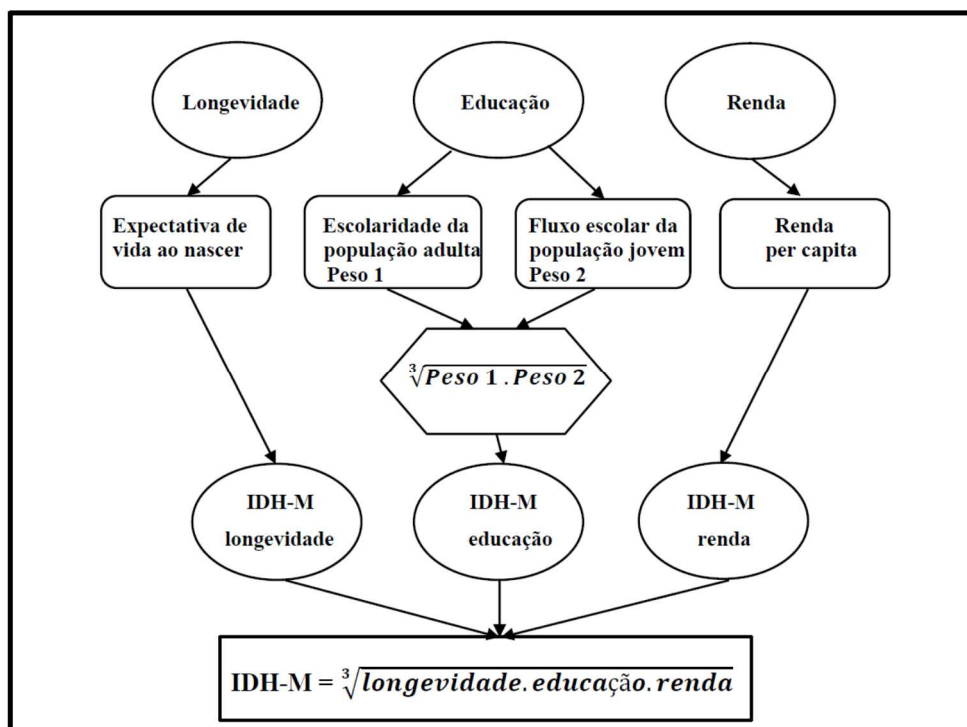 Longevidade
Educação
Renda
Expectativa de
vida ao nascer
Escolaridade da
população adulta
Peso 1
Fluxo escolar da
população jovem
Peso 2
Renda
per capita
∛Peso 1 . Peso 2
IDH-M
longevidade
IDH-M
educação
IDH-M
renda
IDH-M = ∛longevidade.educação.renda